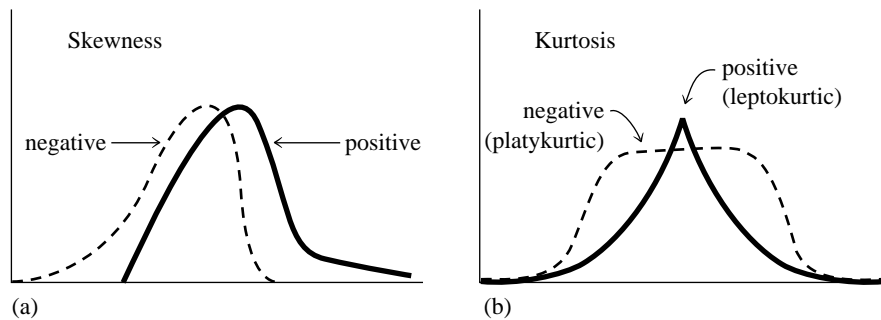 Skewness
negative
positive
(a)
Kurtosis
positive
(leptokurtic)
negative
(platykurtic)
(b)